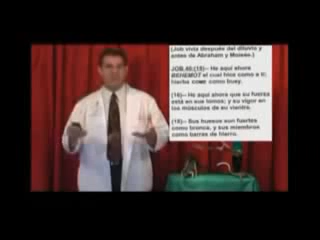 (Job vivía después del diluvio y
antes de Abraham y Moises.)
JOB.40:(15)-- He aquí ahora
BEHEMOT el cual hice como a ti;
hierba COME como buey.
(16)-- He aquí ahora que su fuerza
está en sus lomos; y su vigor en
los músculos de su vientre.
(18)-- Sus huesos son fuertes
como bronce, y sus miembros
como barras de hierro.